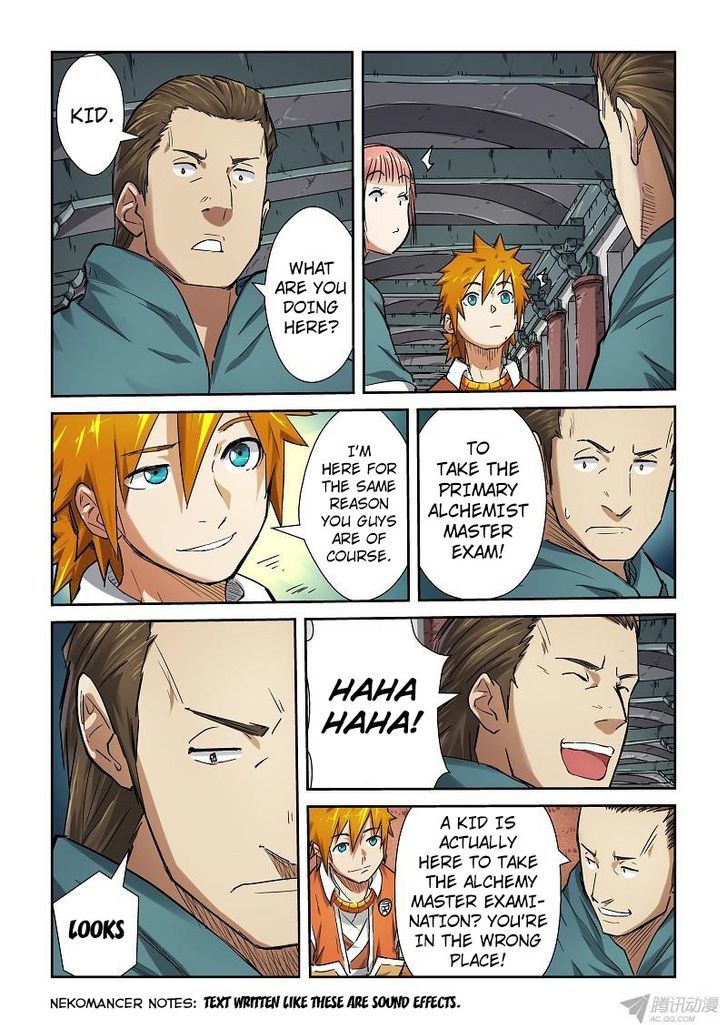 KID.
WHAT
ARE YOU
DOING
HERE?
I'M
HERE FOR
THE SAME
REASON
YOU GUYS
ARE OF
COURSE.
TO
TAKE THE
PRIMARY
ALCHEMIST
MASTER
EXAM!
LOOKS
HAHA
HAHA!
A KID IS
ACTUALLY
HERE TO TAKE
THE ALCHEMY
MASTER EXAMI-
NATION? YOU'RE
IN THE WRONG
PLACE!
NEKOMANCER NOTES: TEXT WRITTEN LIKE THESE ARE SOUND EFFECTS.
腾讯动漫
AC.QQ.COM